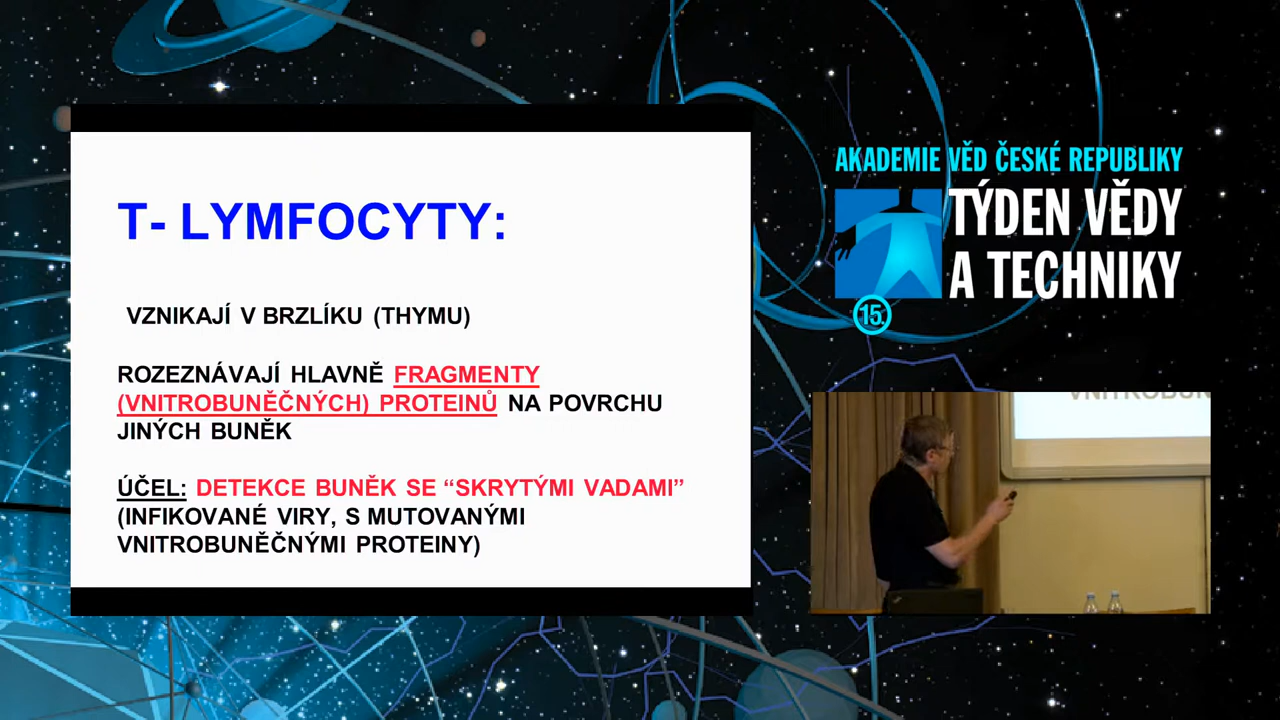 T- LYMFOCYTY:
VZNIKAJÍ V BRZLÍKU (THYMU)
ROZEZNÁVAJÍ HLAVNĚ FRAGMENTY
(VNITROBUNĚČNÝCH) PROTEINŮ NA POVRCHU
JINÝCH BUNĚK
ÚČEL: DETEKCE BUNĚK SE “SKRYTÝMI VADAMI”
(INFIKOVANÉ VIRY, S MUTOVANÝMI
VNITROBUNĚČNÝMI PROTEINY)
AKADEMIE VĚD ČESKÉ REPUBLIKY
TÝDEN VĚDY
A TECHNIKY
15.